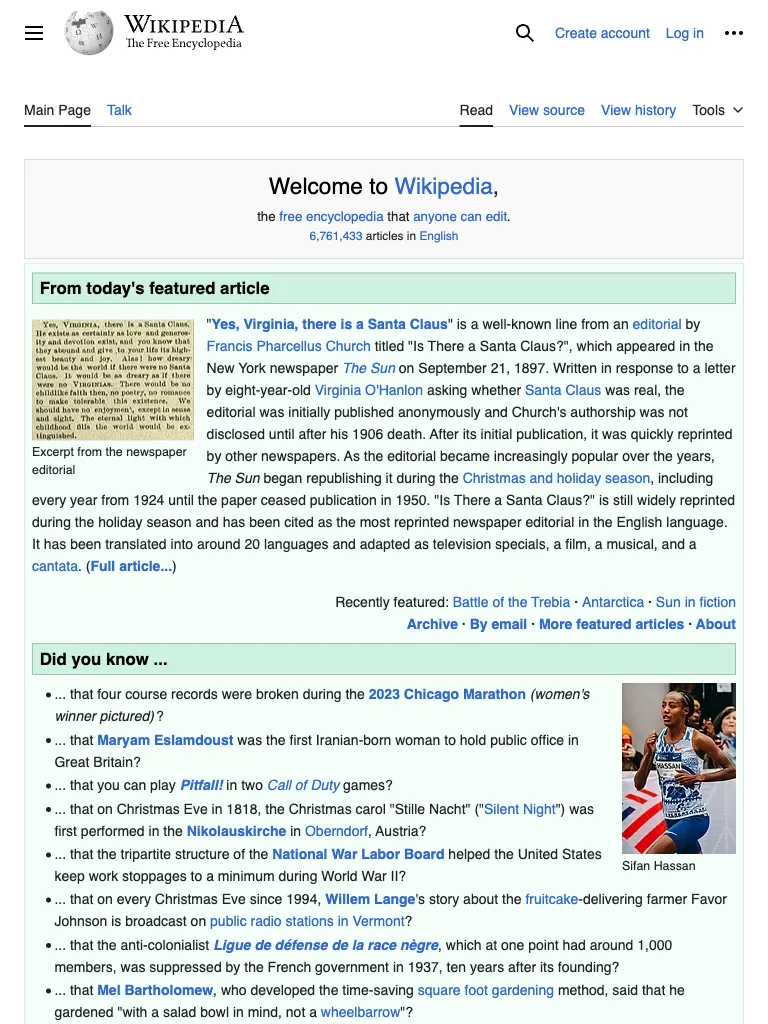 WIKIPEDIA
The Free Encyclopedia
Create account Log in
Main Page Talk Read View source View history Tools
Welcome to Wikipedia,
the free encyclopedia that anyone can edit.
6,761,433 articles in English
From today's featured article
Yes, VIRGINIA, there is a Santa Claus.
He exists as certainly as love and generos-
ity and devotion exist, and you know that
they abound and give to your life its high-
est beauty and joy. Alas! how dreary
would be the world if there were no Santa
Claus. It would be as dreary as if there
were no VIRGINIAS. There would be no
childlike faith then, no poetry, no romance
to make tolerable this existence. We
should have no enjoyment, except in sense
and sight. The eternal light with which
childhood fills the world would be ex-
tinguished.
Excerpt from the newspaper
editorial
"Yes, Virginia, there is a Santa Claus" is a well-known line from an editorial by
Francis Pharcellus Church titled "Is There a Santa Claus?", which appeared in the
New York newspaper The Sun on September 21, 1897. Written in response to a letter
by eight-year-old Virginia O'Hanlon asking whether Santa Claus was real, the
editorial was initially published anonymously and Church's authorship was not
disclosed until after his 1906 death. After its initial publication, it was quickly reprinted
by other newspapers. As the editorial became increasingly popular over the years,
The Sun began republishing it during the Christmas and holiday season, including
every year from 1924 until the paper ceased publication in 1950. "Is There a Santa Claus?" is still widely reprinted
during the holiday season and has been cited as the most reprinted newspaper editorial in the English language.
It has been translated into around 20 languages and adapted as television specials, a film, a musical, and a
cantata. (Full article...)
Recently featured: Battle of the Trebia · Antarctica · Sun in fiction
Archive · By email · More featured articles · About
Did you know ...
• ... that four course records were broken during the 2023 Chicago Marathon (women's
winner pictured)?
• ... that Maryam Eslamdoust was the first Iranian-born woman to hold public office in
Great Britain?
• ... that you can play Pitfall! in two Call of Duty games?
• ... that on Christmas Eve in 1818, the Christmas carol "Stille Nacht" ("Silent Night") was
first performed in the Nikolauskirche in Oberndorf, Austria?
• ... that the tripartite structure of the National War Labor Board helped the United States
keep work stoppages to a minimum during World War II?
• ... that on every Christmas Eve since 1994, Willem Lange's story about the fruitcake-delivering farmer Favor
Johnson is broadcast on public radio stations in Vermont?
• ... that the anti-colonialist Ligue de défense de la race nègre, which at one point had around 1,000
members, was suppressed by the French government in 1937, ten years after its founding?
• ... that Mel Bartholomew, who developed the time-saving square foot gardening method, said that he
gardened "with a salad bowl in mind, not a wheelbarrow"?
HASSAN
Sifan Hassan